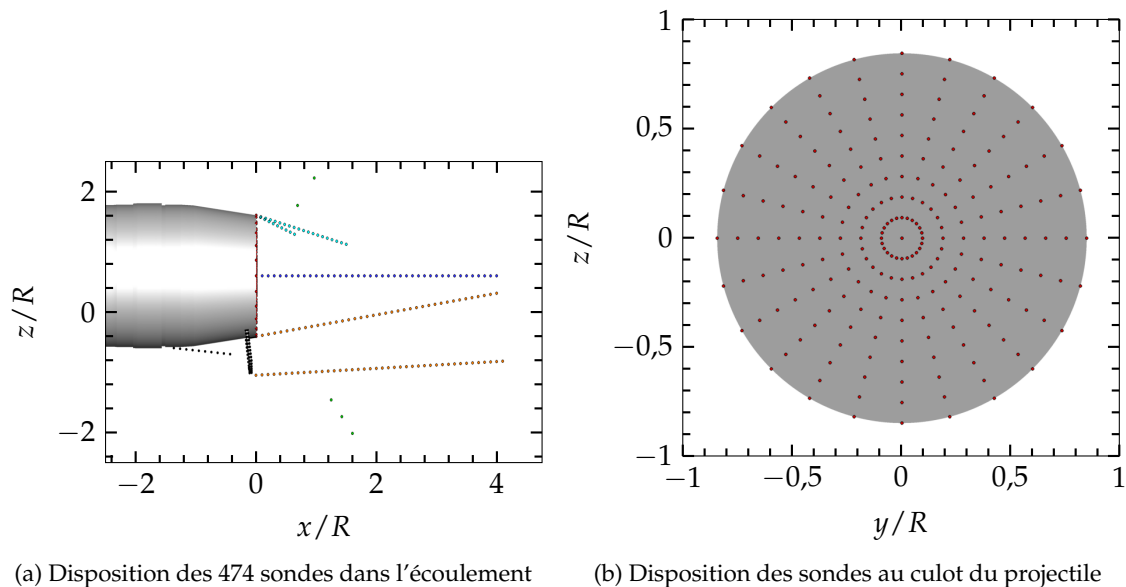 2
0
−2
z/R
−2
0
2
4
x/R
(a) Disposition des 474 sondes dans l'écoulement
1
0,5
0
−0,5
−1
z/R
−1
−0,5
0
0,5
1
y/R
(b) Disposition des sondes au culot du projectile